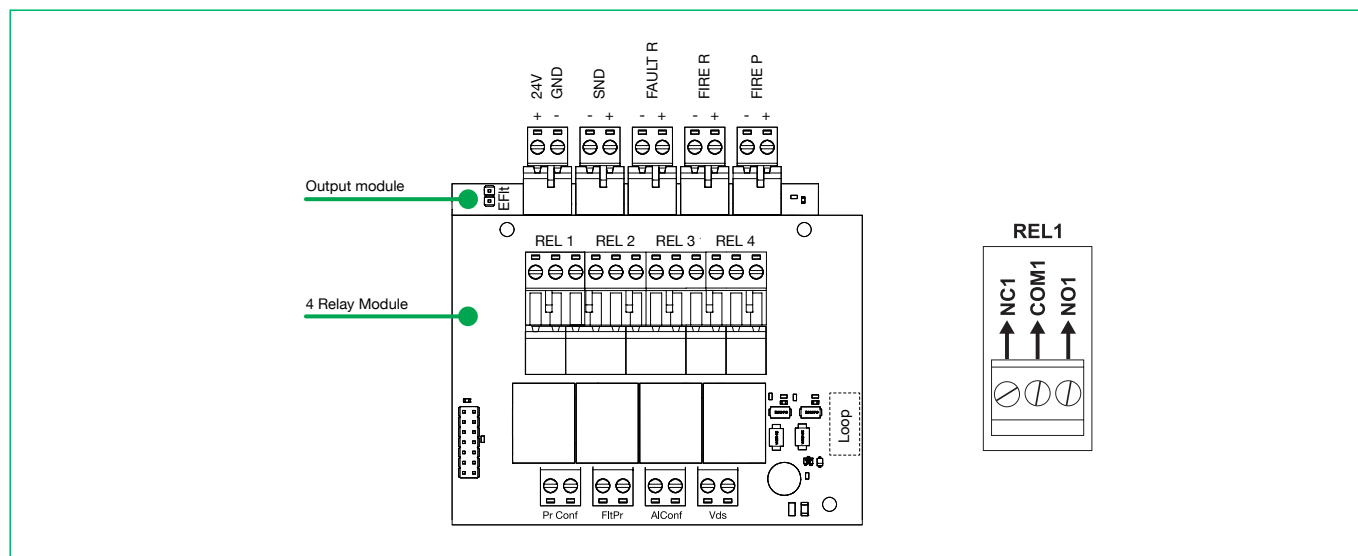 24V
GND
SND
FAULT R
FIRE R
FIRE P
+ - - + - + - + - +
Output module
EFlt
REL 1 REL 2 REL 3 REL 4
4 Relay Module
Loop
Pr Conf FltPr AlConf Vds
REL1
NC1
COM1
NO1